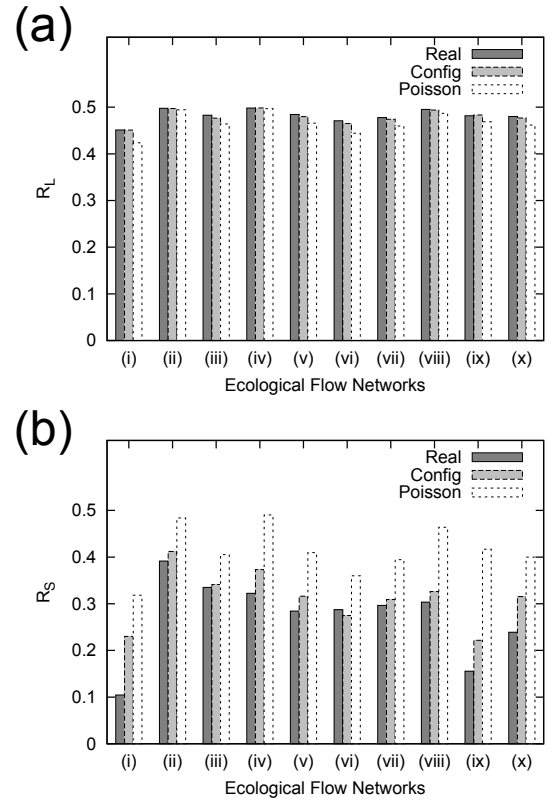 (a)
Real
Config
Poisson
0.5
0.4
0.3
0.2
0.1
0
R_L
(i) (ii) (iii) (iv) (v) (vi) (vii) (viii) (ix) (x)
Ecological Flow Networks
(b)
Real
Config
Poisson
0.5
0.4
0.3
0.2
0.1
0
R_S
(i) (ii) (iii) (iv) (v) (vi) (vii) (viii) (ix) (x)
Ecological Flow Networks